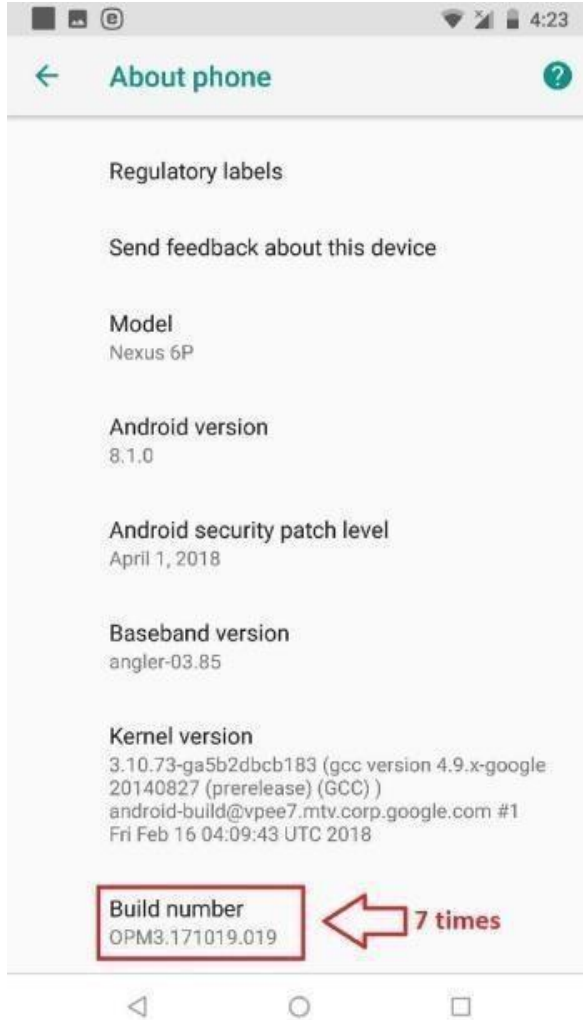 4:23
About phone
Regulatory labels
Send feedback about this device
Model
Nexus 6P
Android version
8.1.0
Android security patch level
April 1, 2018
Baseband version
angler-03.85
Kernel version
3.10.73-ga5b2dbcb183 (gcc version 4.9.x-google
20140827 (prerelease) (GCC) )
android-build@vpee7.mtv.corp.google.com #1
Fri Feb 16 04:09:43 UTC 2018
Build number
OPM3.171019.019
7 times